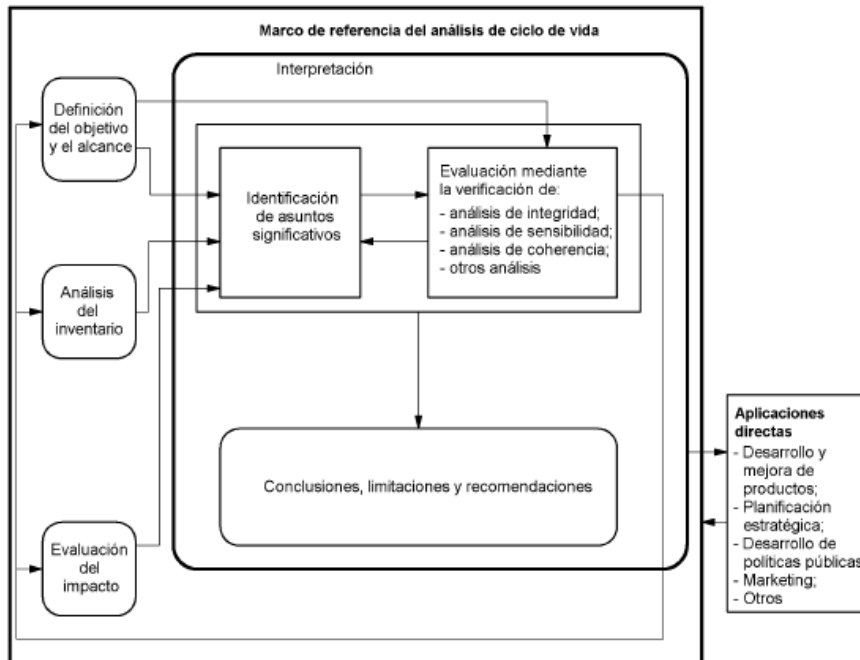 Marco de referencia del análisis de ciclo de vida
Interpretación
Definición
del objetivo
y el alcance
Identificación
de asuntos
significativos
Evaluación mediante
la verificación de:
- análisis de integridad;
- análisis de sensibilidad;
- análisis de coherencia;
- otros análisis
Análisis
del
inventario
Conclusiones, limitaciones y recomendaciones
Evaluación
del
impacto
Aplicaciones
directas
- Desarrollo y
mejora de
productos;
- Planificación
estratégica;
- Desarrollo de
políticas públicas
- Marketing;
- Otros